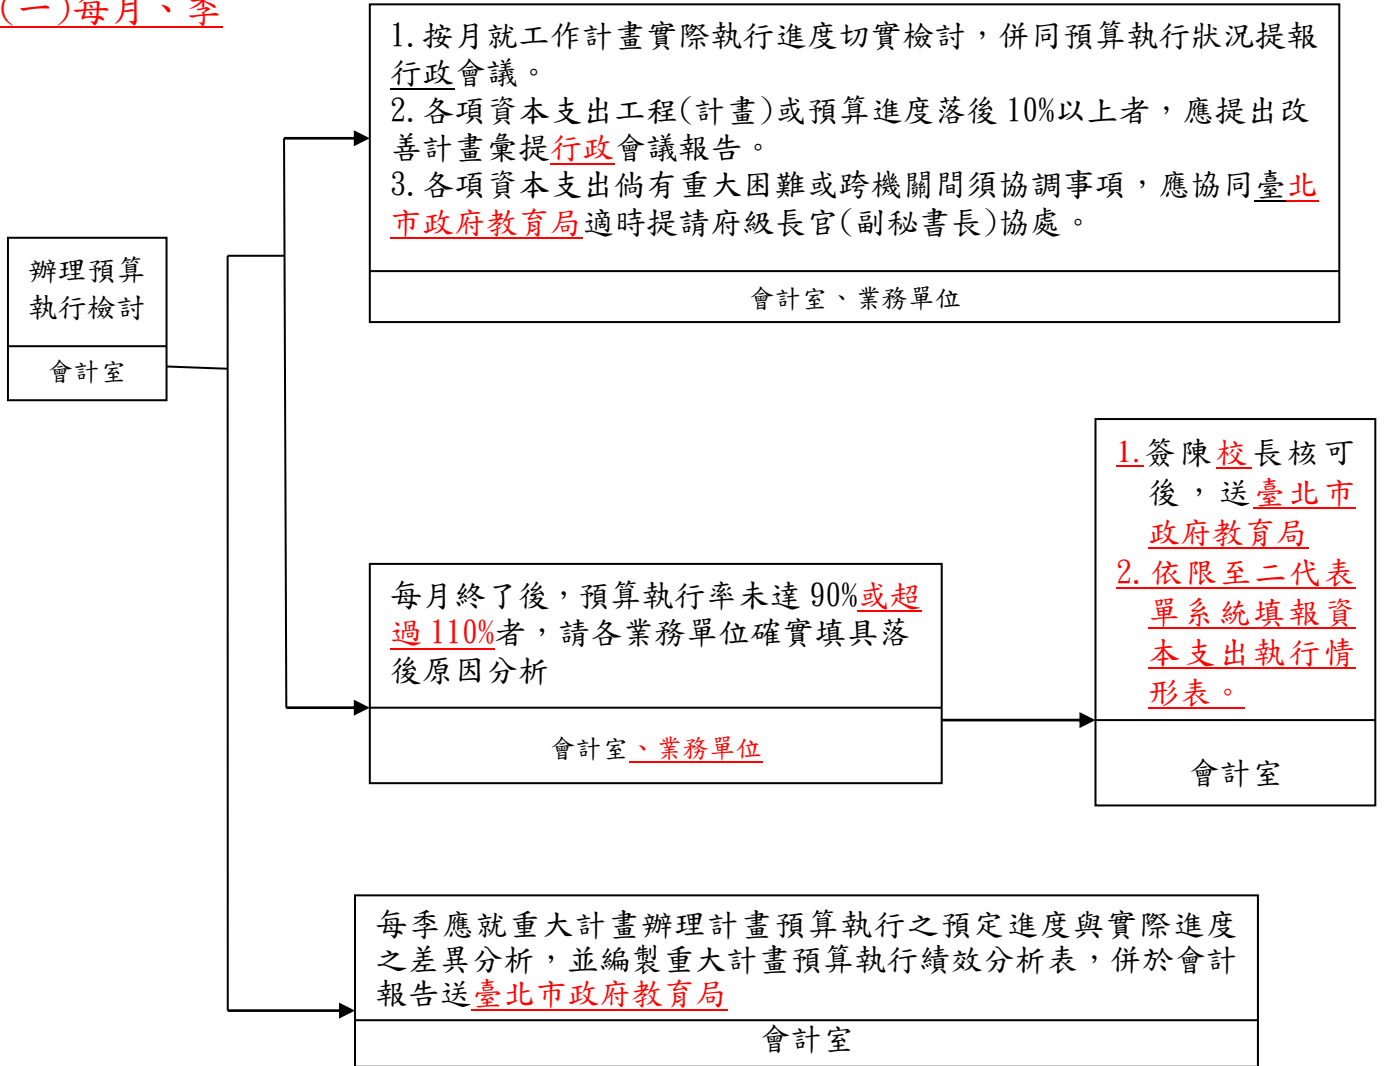 (一)每月、季
1.按月就工作計畫實際執行進度切實檢討，併同預算執行狀況提報
行政會議。
2.各項資本支出工程(計畫)或預算進度落後 10%以上者，應提出改
善計畫彙提行政會議報告。
3.各項資本支出倘有重大困難或跨機關間須協調事項，應協同臺北
市政府教育局適時提請府級長官(副秘書長)協處。
會計室、業務單位
辦理預算
執行檢討
會計室
1.簽陳校長核可
後，送臺北市
政府教育局
2.依限至二代表
單系統填報資
本支出執行情
形表。
會計室
每月終了後，預算執行率未達 90%或超
過 110%者，請各業務單位確實填具落
後原因分析
會計室、業務單位
每季應就重大計畫辦理計畫預算執行之預定進度與實際進度
之差異分析，並編製重大計畫預算執行績效分析表，併於會計
報告送臺北市政府教育局
會計室